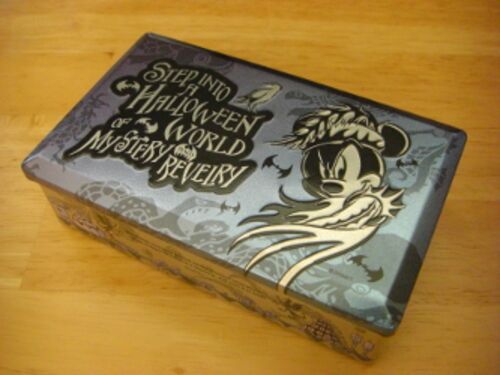 STEP INTO
A
HALLOWEEN
OF WORLD
MYSTERY REVELRY